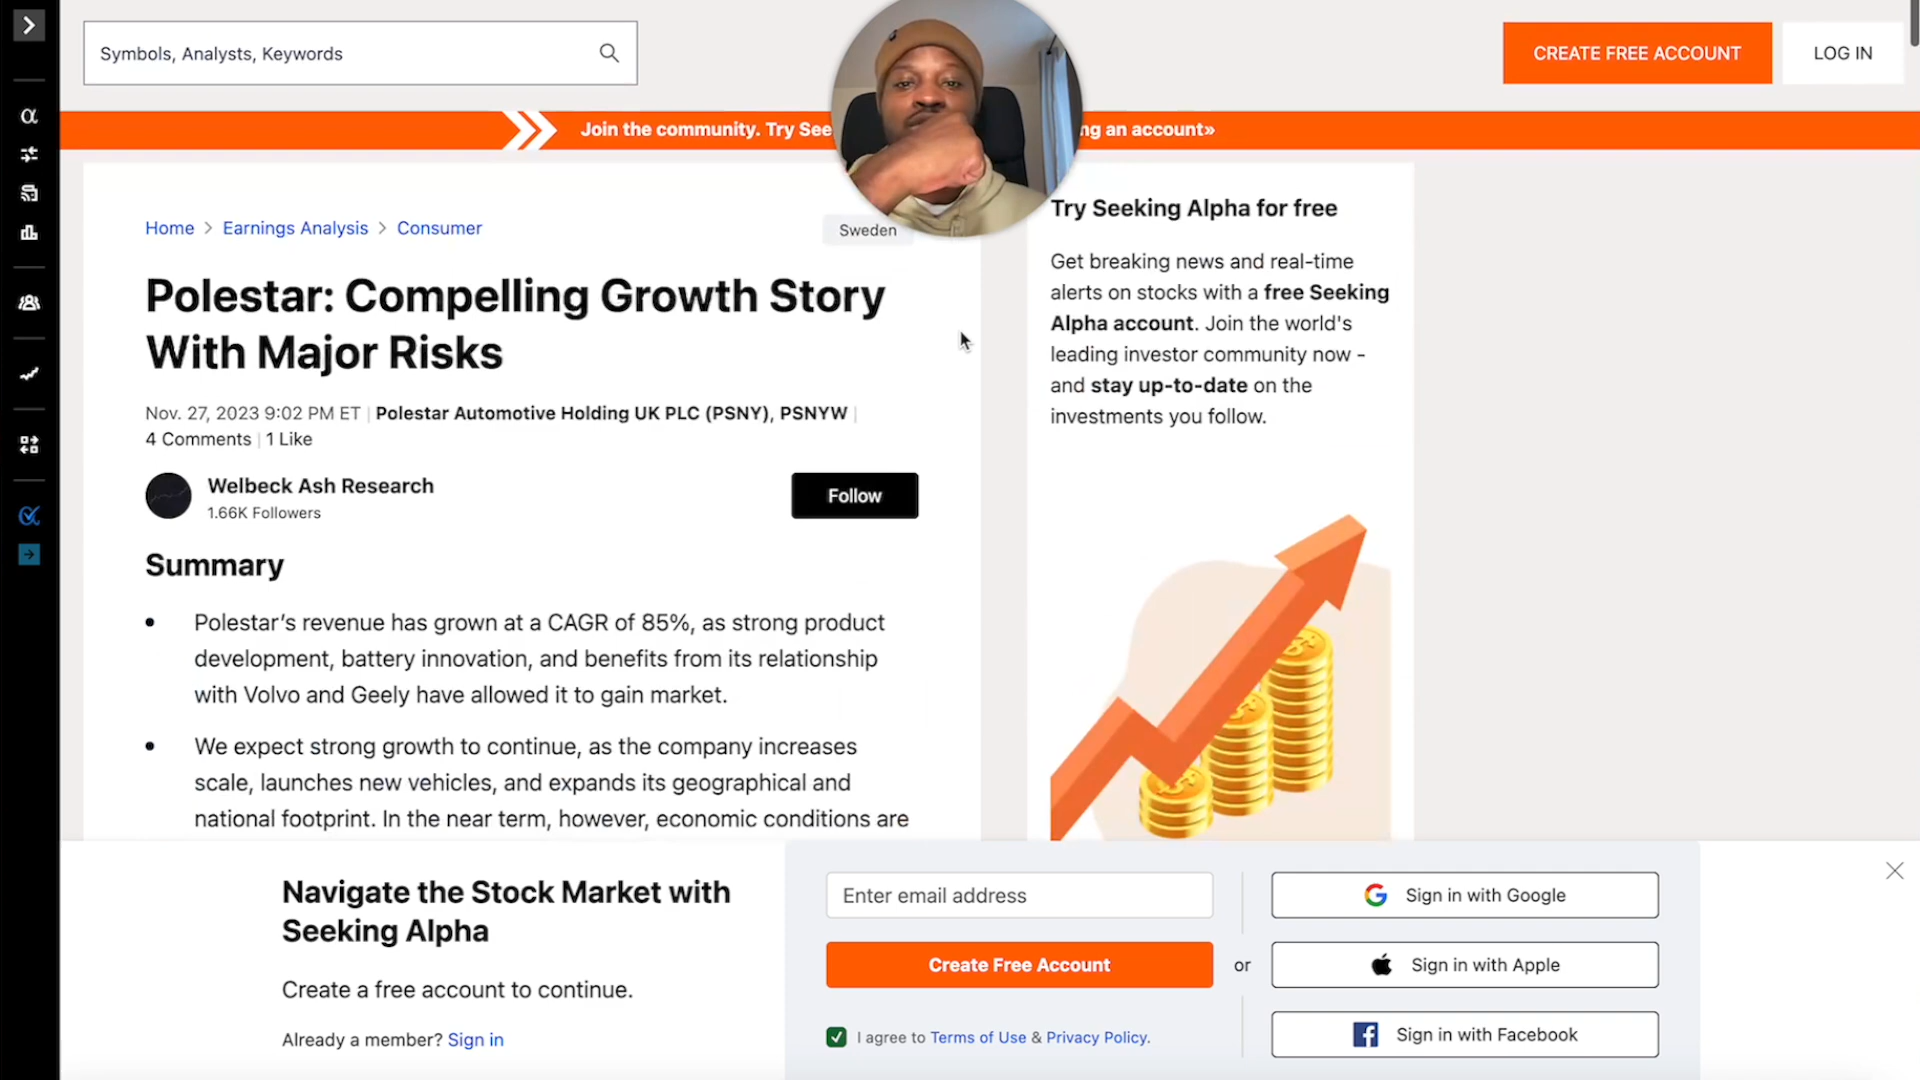 Symbols, Analysts, Keywords
CREATE FREE ACCOUNT
LOG IN
Join the community. Try See
ng an account»
Home > Earnings Analysis > Consumer
Sweden
Polestar: Compelling Growth Story
With Major Risks
Nov. 27, 2023 9:02 PM ET | Polestar Automotive Holding UK PLC (PSNY), PSNYW |
4 Comments | 1 Like
Welbeck Ash Research
1.66K Followers
Follow
Summary
• Polestar’s revenue has grown at a CAGR of 85%, as strong product
development, battery innovation, and benefits from its relationship
with Volvo and Geely have allowed it to gain market.
• We expect strong growth to continue, as the company increases
scale, launches new vehicles, and expands its geographical and
national footprint. In the near term, however, economic conditions are
Try Seeking Alpha for free
Get breaking news and real-time
alerts on stocks with a free Seeking
Alpha account. Join the world's
leading investor community now -
and stay up-to-date on the
investments you follow.
Navigate the Stock Market with
Seeking Alpha
Create a free account to continue.
Already a member? Sign in
Enter email address
Create Free Account
I agree to Terms of Use & Privacy Policy.
or
Sign in with Google
Sign in with Apple
Sign in with Facebook